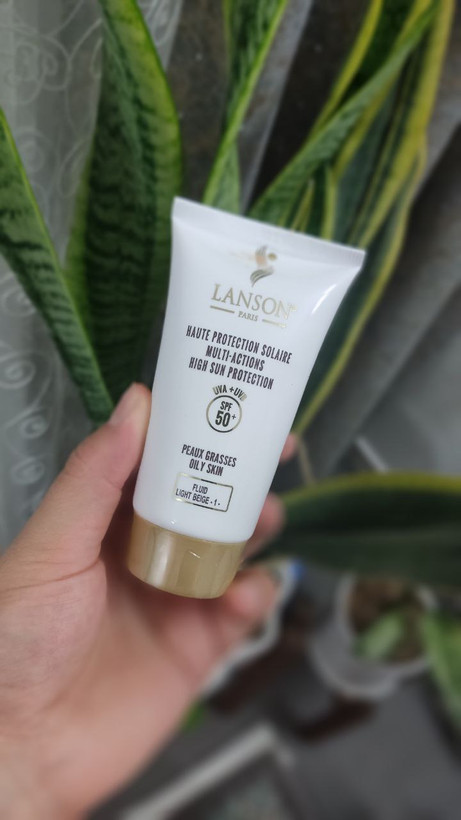 LANSON
PARIS
HAUTE PROTECTION SOLAIRE
MULTI-ACTIONS
HIGH SUN PROTECTION
UVA + UVB
SPF
50+
PEAUX GRASSES
OILY SKIN
FLUID
LIGHT BEIGE - 1 -